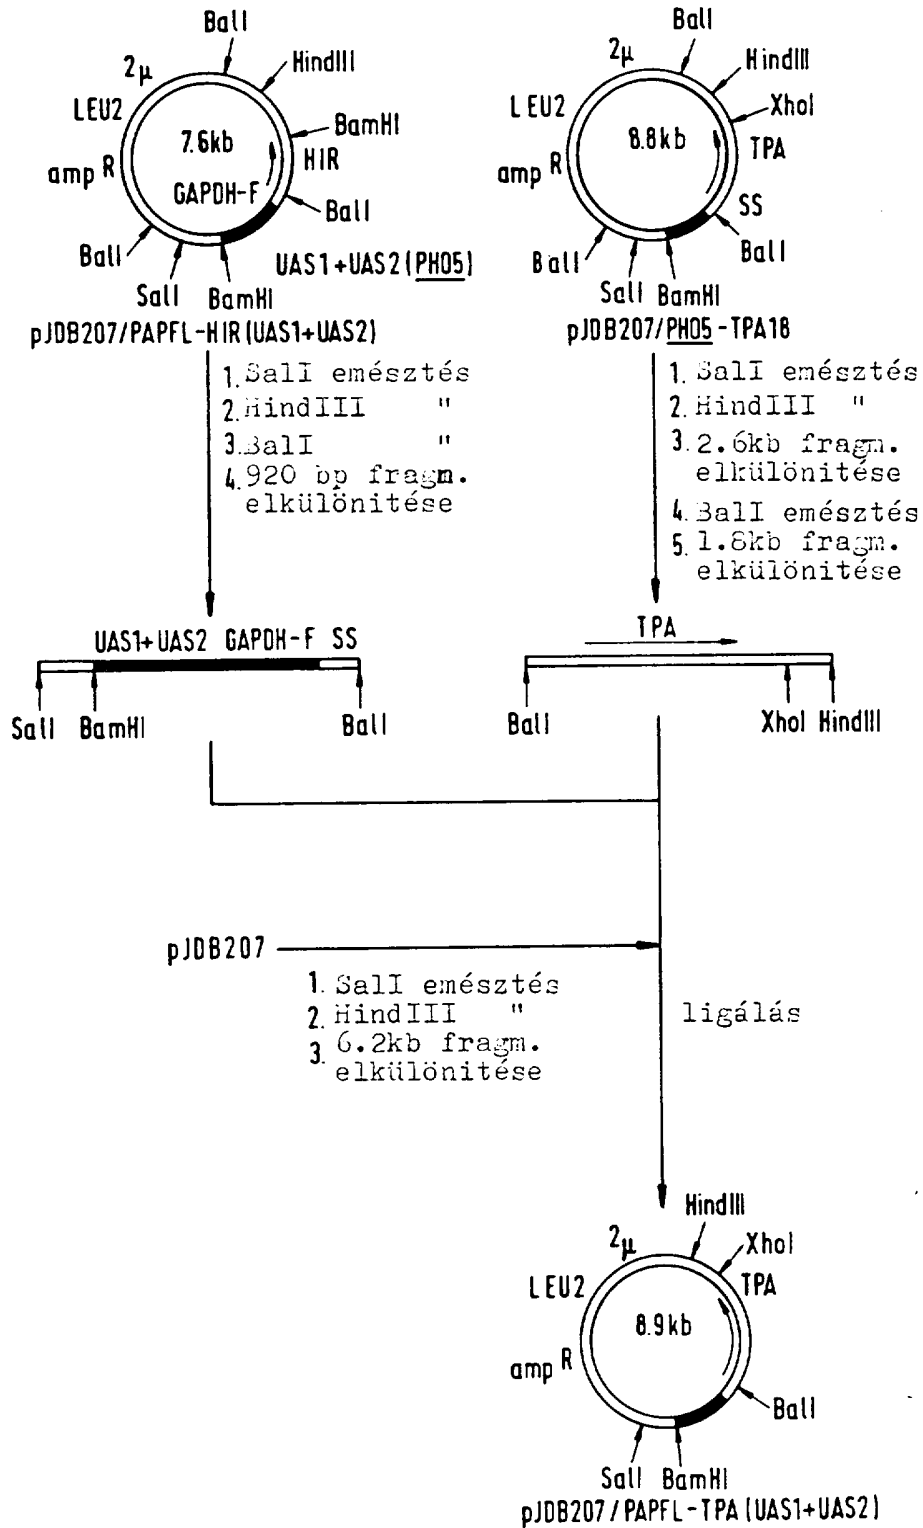 BalI
HindIII
BamHI
HIR
BalI
2µ
LEU2
amp R
7.6kb
GAPDH-F
BalI
SalI
BamHI
UAS1+UAS2(PHO5)
pJDB207/PAPFL-HIR(UAS1+UAS2)
BalI
HindIII
XhoI
TPA
SS
BalI
2µ
LEU2
amp R
8.8kb
BalI
SalI
BamHI
pJDB207/PHO5-TPA18
1. SalI emésztés
2. HindIII "
3. BalI "
4. 920 bp fragm.
elkülönitése
1. SalI emésztés
2. HindIII "
3. 2.6kb fragm.
elkülönitése
4. BalI emésztés
5. 1.8kb fragm.
elkülönitése
UAS1+UAS2 GAPDH-F SS
SalI BamHI BalI
TPA
BalI XhoI HindIII
pJDB207
1. SalI emésztés
2. HindIII "
3. 6.2kb fragm.
elkülönitése
ligálás
HindIII
XhoI
TPA
2µ
LEU2
8.9kb
amp R
BalI
SalI BamHI
pJDB207/PAPFL-TPA(UAS1+UAS2)